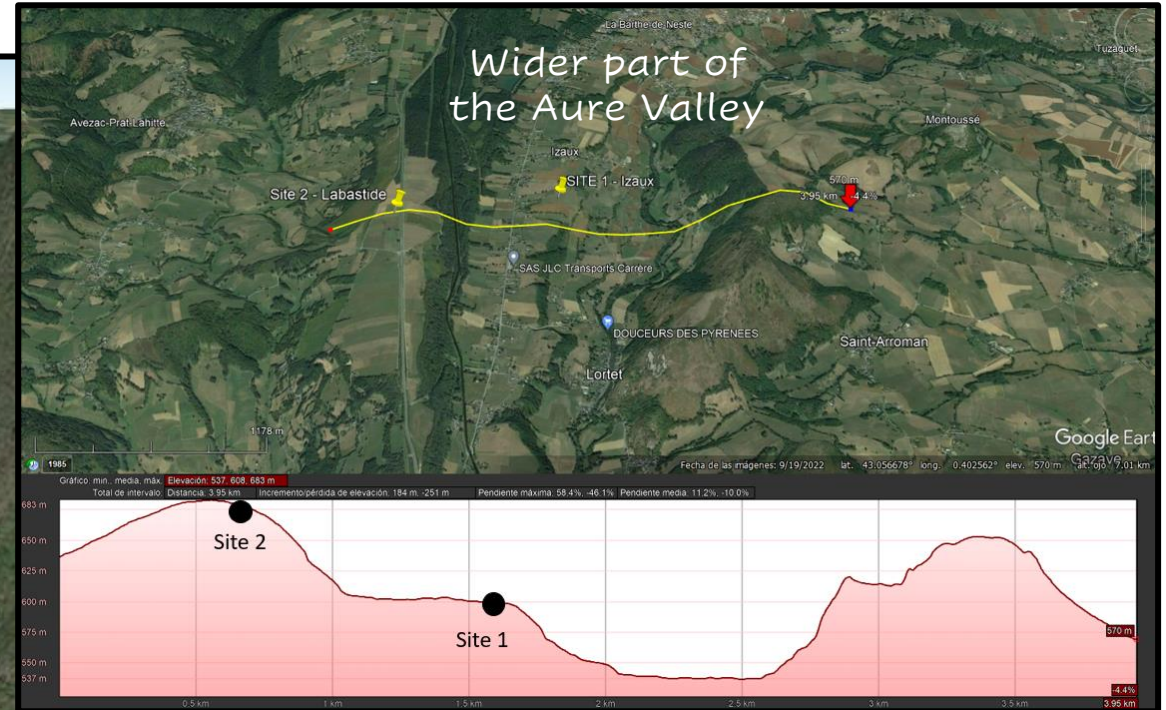 La Barthe-de-Neste
Tuzaguet
Wider part of
the Aure Valley
Avezac-Prat-Lahitte
Montoussé
Izaux
SITE 1 - Izaux
Site 2 - Labastide
570 m
3.95 km -4.4%
SAS JLC Transports Carrère
DOUCEURS DES PYRENEES
Saint-Arroman
Lortet
1178 m
Google Eart
Gazave
1985
Fecha de las imágenes: 9/19/2022 lat. 43.056678° long. 0.402562° elev. 570 m alt. ojo 7.01 km
Gráfico: mín., media, máx. Elevación: 537, 608, 683 m
Total de intervalo: Distancia: 3.95 km Incremento/pérdida de elevación: 184 m, -251 m Pendiente máxima: 58.4%, -46.1% Pendiente media: 11.2%, -10.0%
683 m
650 m
625 m
600 m
575 m
550 m
537 m
Site 2
Site 1
570 m
-4.4%
0.5 km
1 km
1.5 km
2 km
2.5 km
3 km
3.5 km
3.95 km